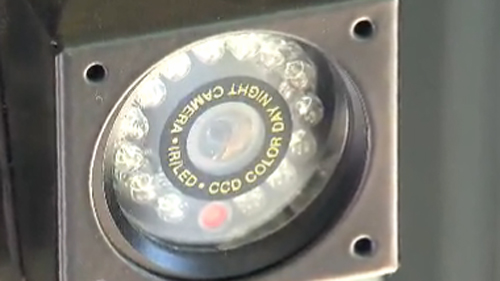 IR/LED • CCD COLOR DAY NIGHT CAMERA •